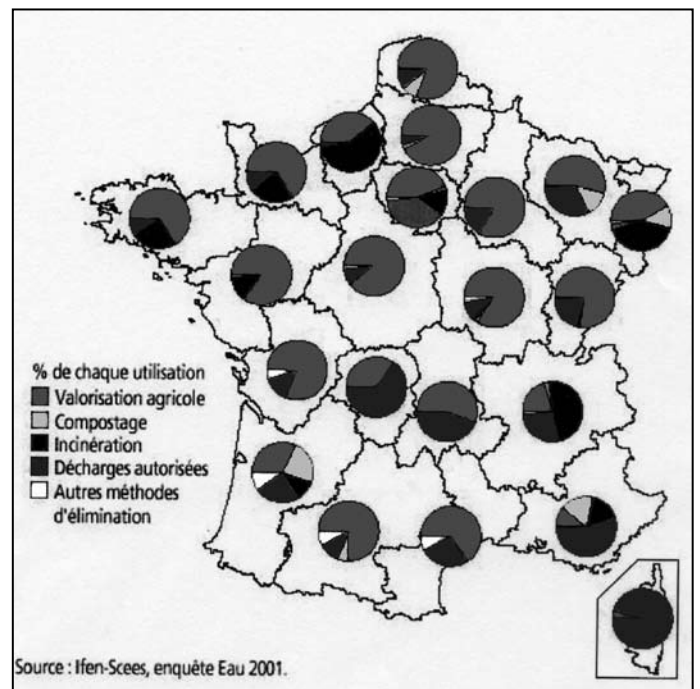 % de chaque utilisation
Valorisation agricole
Compostage
Incinération
Décharges autorisées
Autres méthodes
d'élimination
Source : Ifen-Scees, enquête Eau 2001.